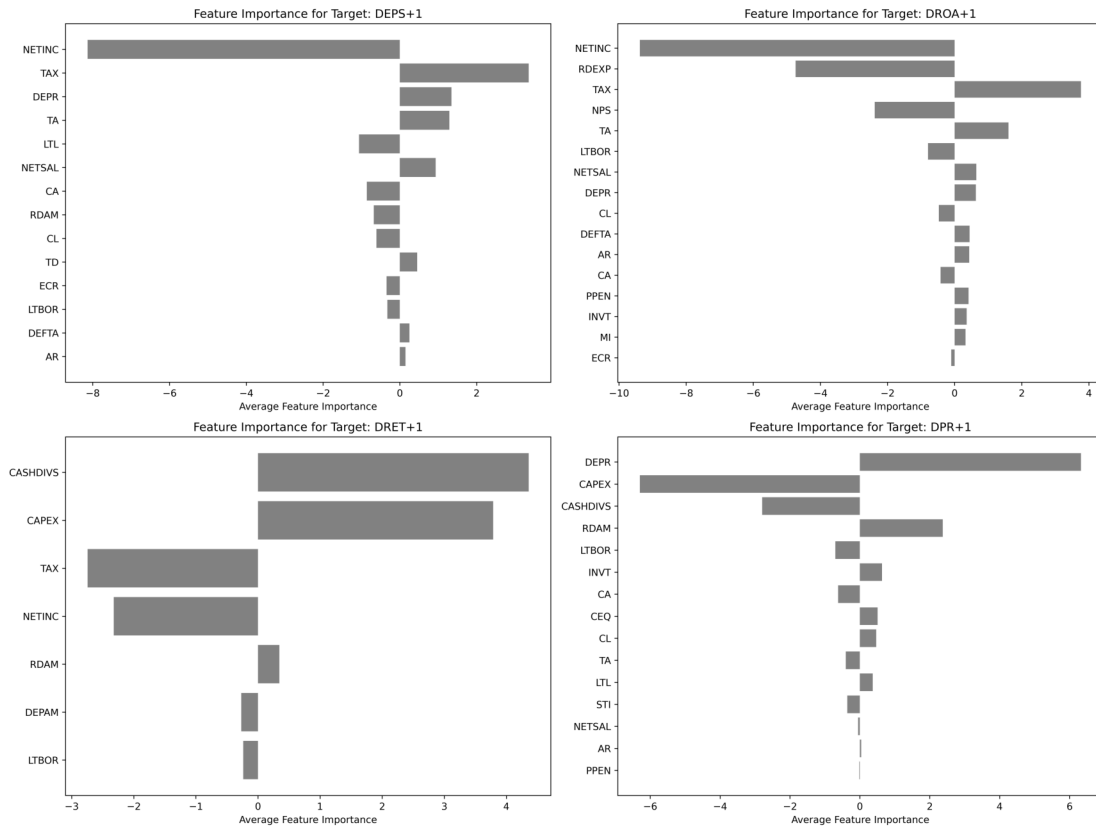 Feature Importance for Target: DEPS+1
NETINC
TAX
DEPR
TA
LTL
NETSAL
CA
RDAM
CL
TD
ECR
LTBOR
DEFTA
AR
−8 −6 −4 −2 0 2
Average Feature Importance
Feature Importance for Target: DROA+1
NETINC
RDEXP
TAX
NPS
TA
LTBOR
NETSAL
DEPR
CL
DEFTA
AR
CA
PPEN
INVT
MI
ECR
−10 −8 −6 −4 −2 0 2 4
Average Feature Importance
Feature Importance for Target: DRET+1
CASHDIVS
CAPEX
TAX
NETINC
RDAM
DEPAM
LTBOR
−3 −2 −1 0 1 2 3 4
Average Feature Importance
Feature Importance for Target: DPR+1
DEPR
CAPEX
CASHDIVS
RDAM
LTBOR
INVT
CA
CEQ
CL
TA
LTL
STI
NETSAL
AR
PPEN
−6 −4 −2 0 2 4 6
Average Feature Importance